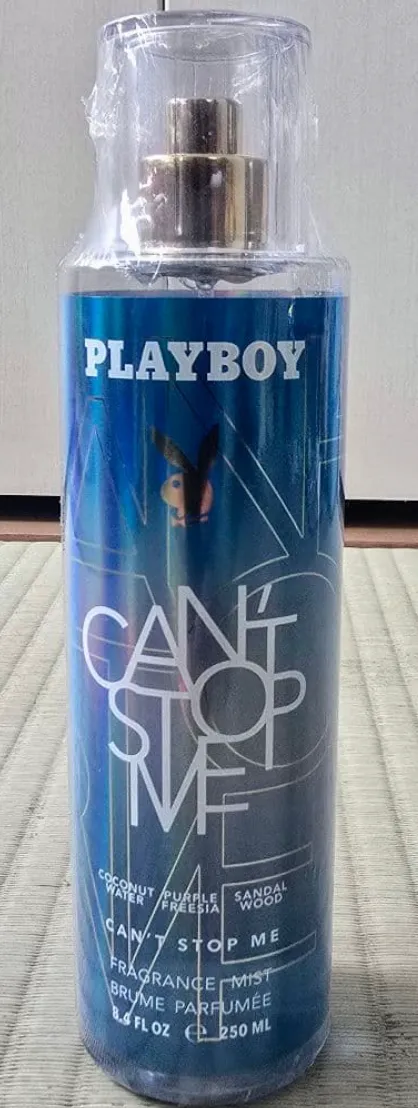 PLAYBOY
CAN'T
STOP
ME
COCONUT WATER
PURPLE FREESIA
SANDAL WOOD
CAN'T STOP ME
FRAGRANCE MIST
BRUME PARFUMÉE
8.4 FL OZ e 250 ML